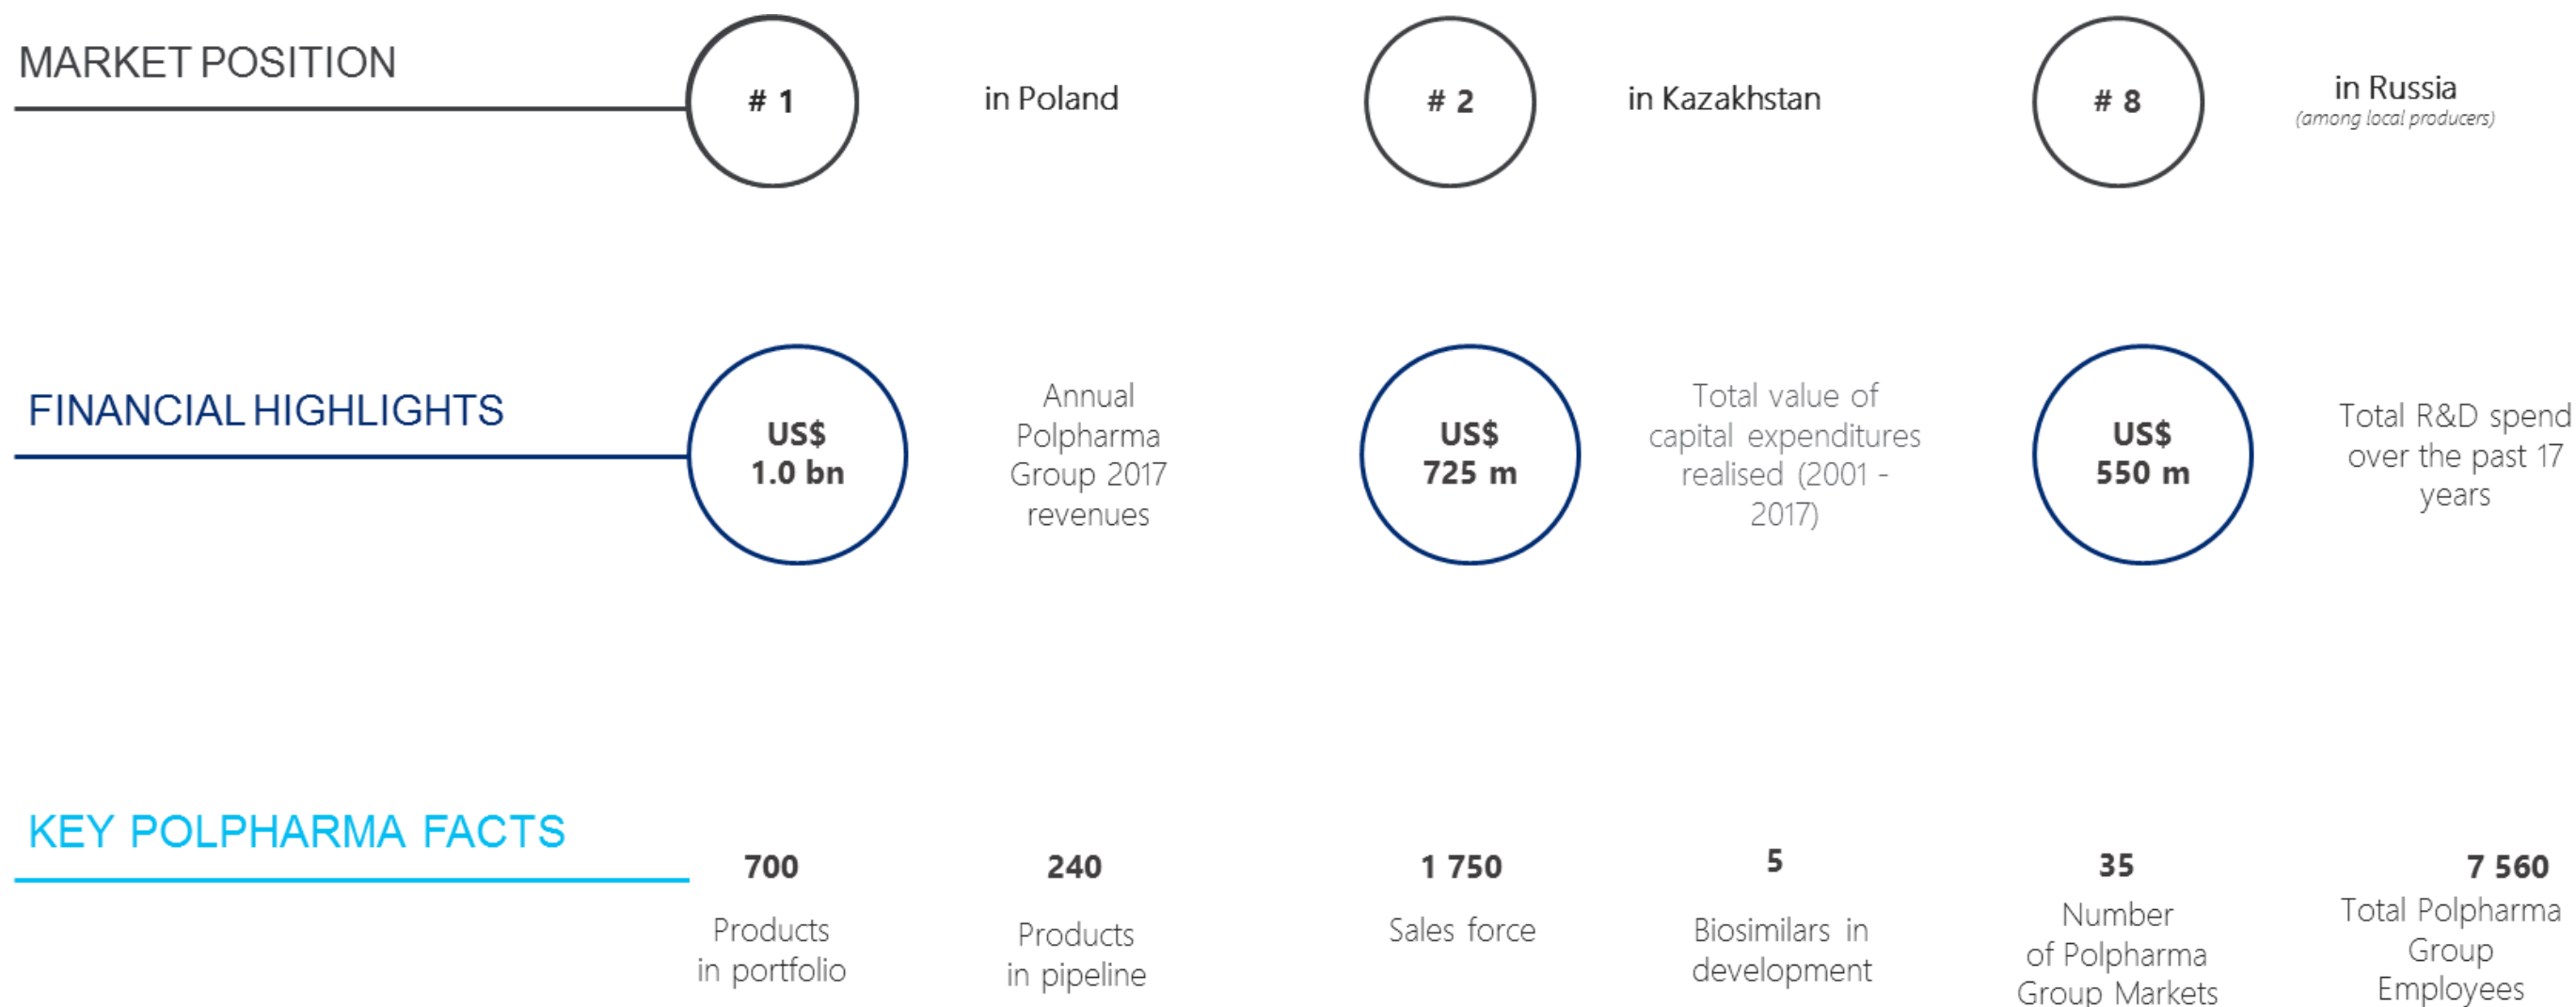 MARKET POSITION
# 1
in Poland
# 2
in Kazakhstan
# 8
in Russia
(among local producers)
FINANCIAL HIGHLIGHTS
US$
1.0 bn
Annual
Polpharma
Group 2017
revenues
US$
725 m
Total value of
capital expenditures
realised (2001 -
2017)
US$
550 m
Total R&D spend
over the past 17
years
KEY POLPHARMA FACTS
700
Products
in portfolio
240
Products
in pipeline
1 750
Sales force
5
Biosimilars in
development
35
Number
of Polpharma
Group Markets
7 560
Total Polpharma
Group
Employees